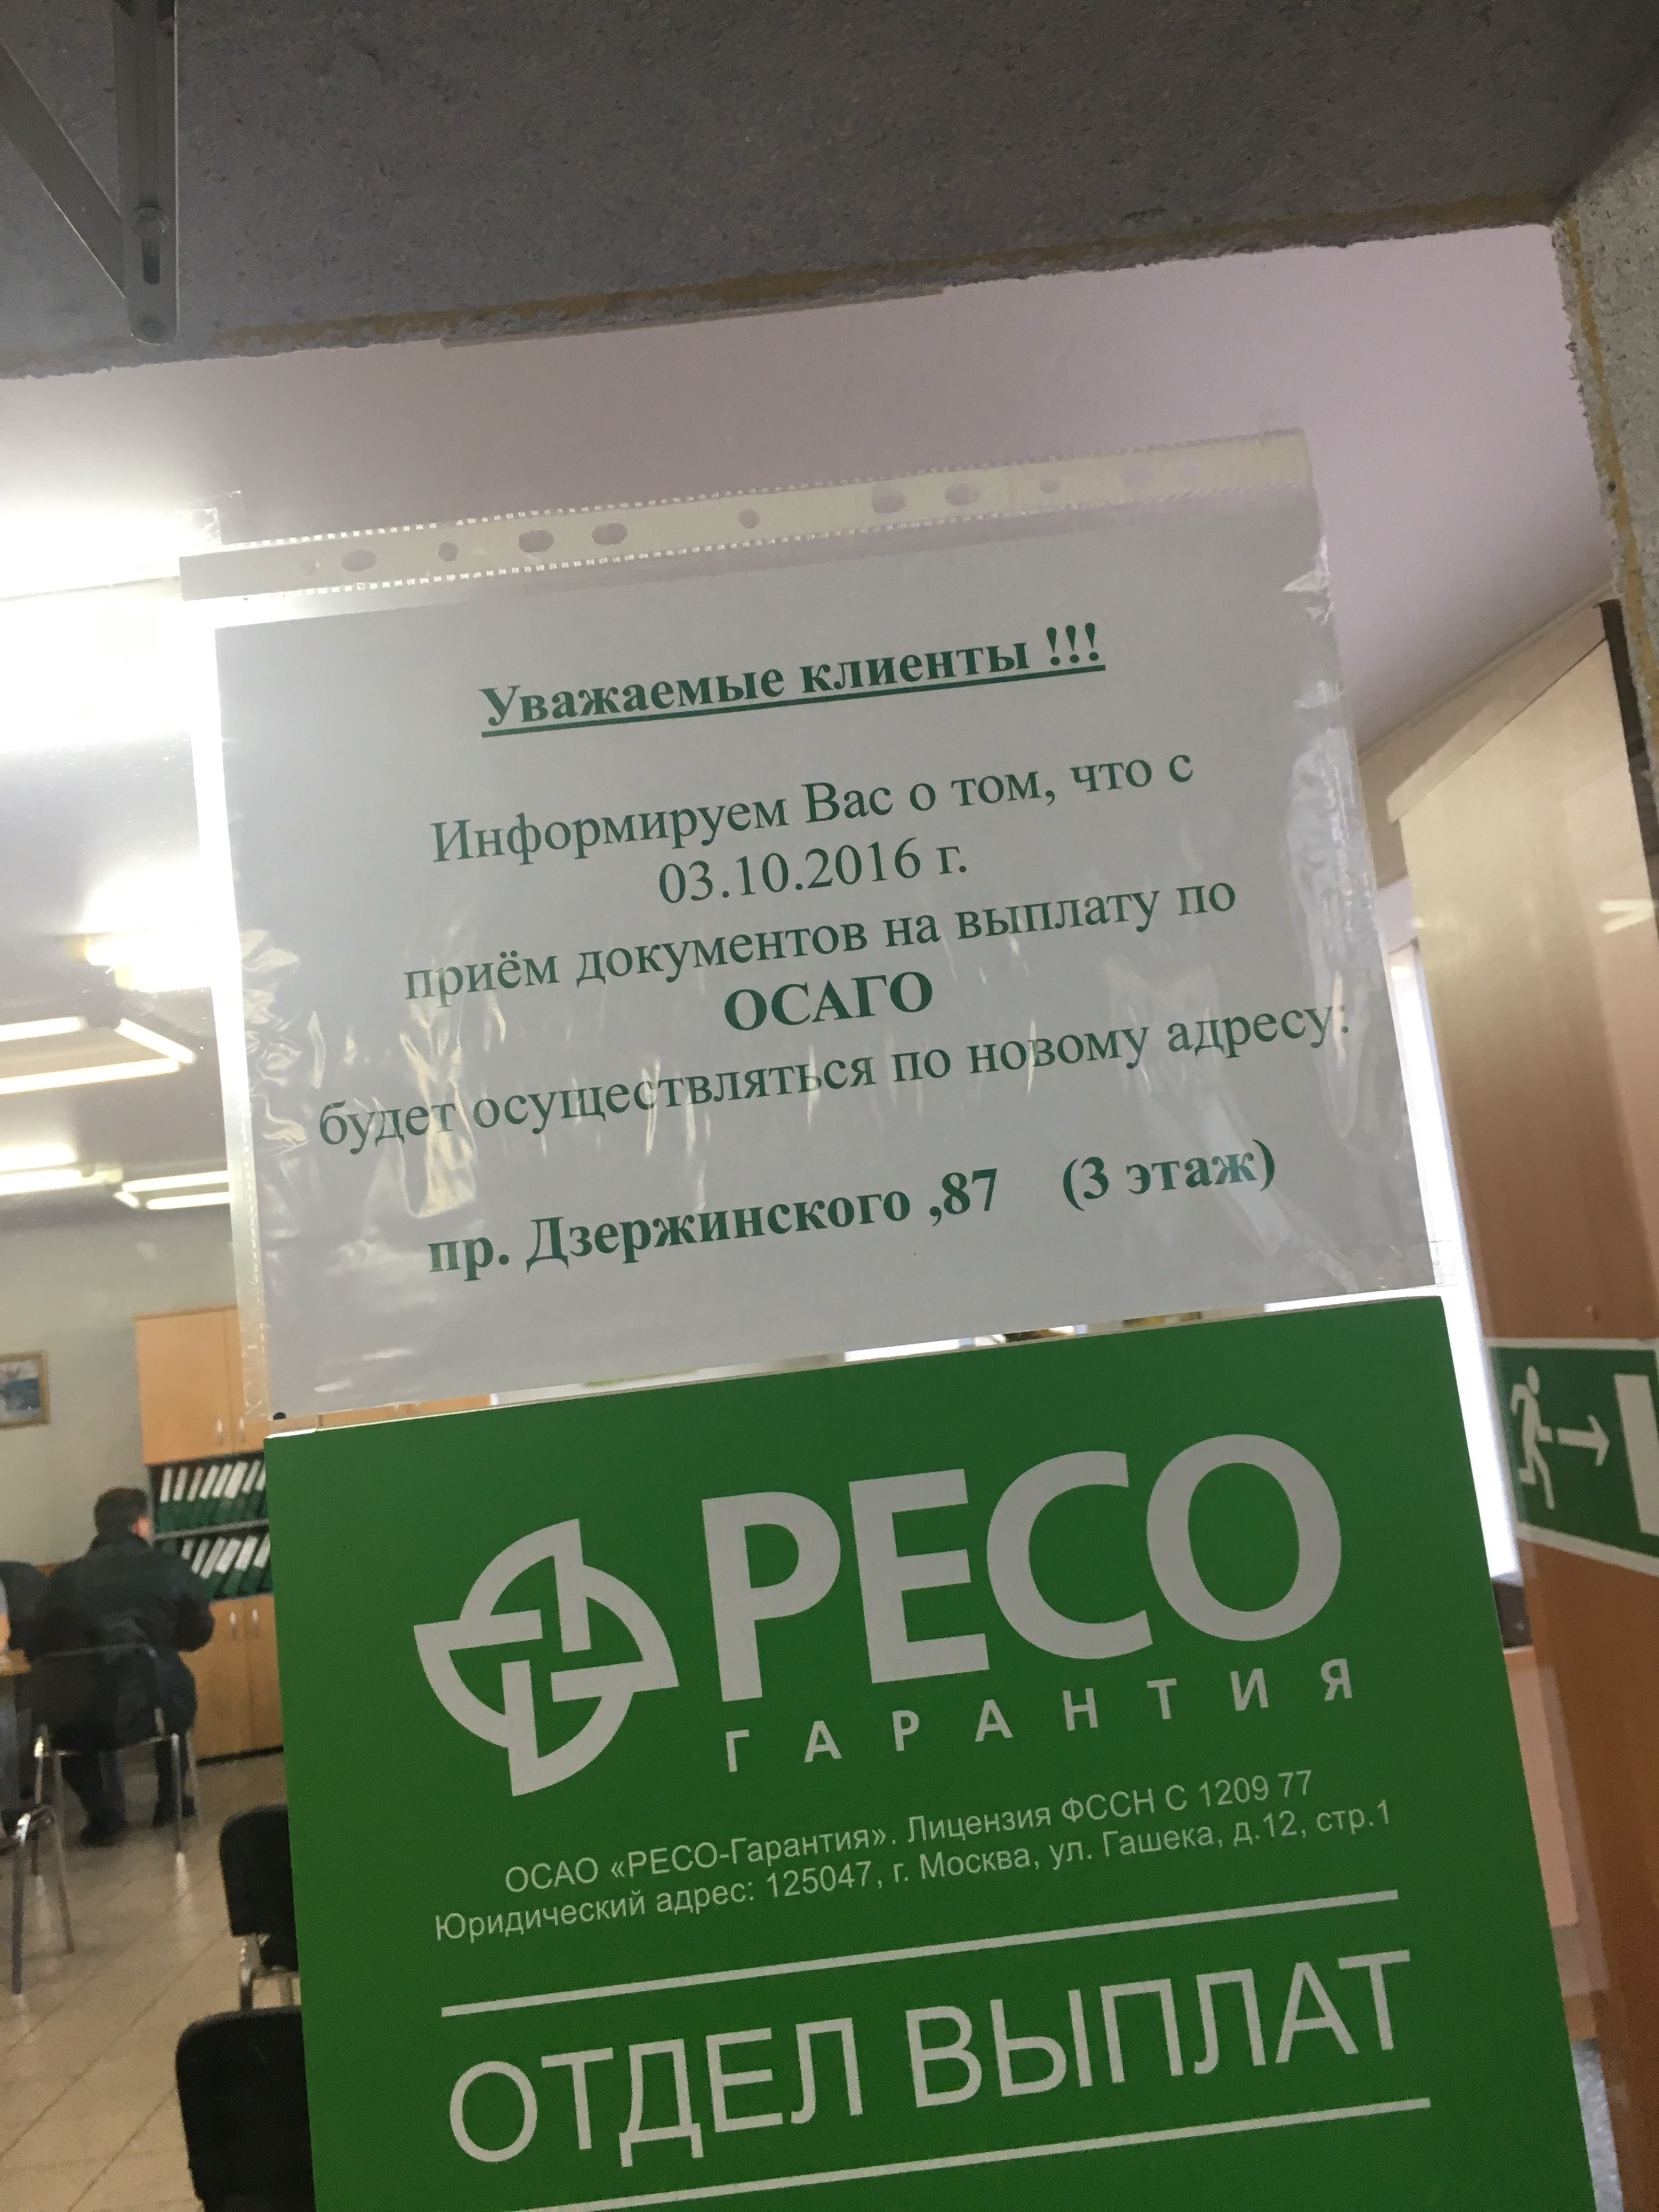 Уважаемые клиенты !!!
Информируем Вас о том, что с
03.10.2016 г.
приём документов на выплату по
ОСАГО
будет осуществляться по новому адресу:
пр. Дзержинского ,87 (3 этаж)
РЕСО
ГАРАНТИЯ
ОСАО «РЕСО-Гарантия». Лицензия ФССН С 1209 77
Юридический адрес: 125047, г. Москва, ул. Гашека, д.12, стр.1
ОТДЕЛ ВЫПЛАТ